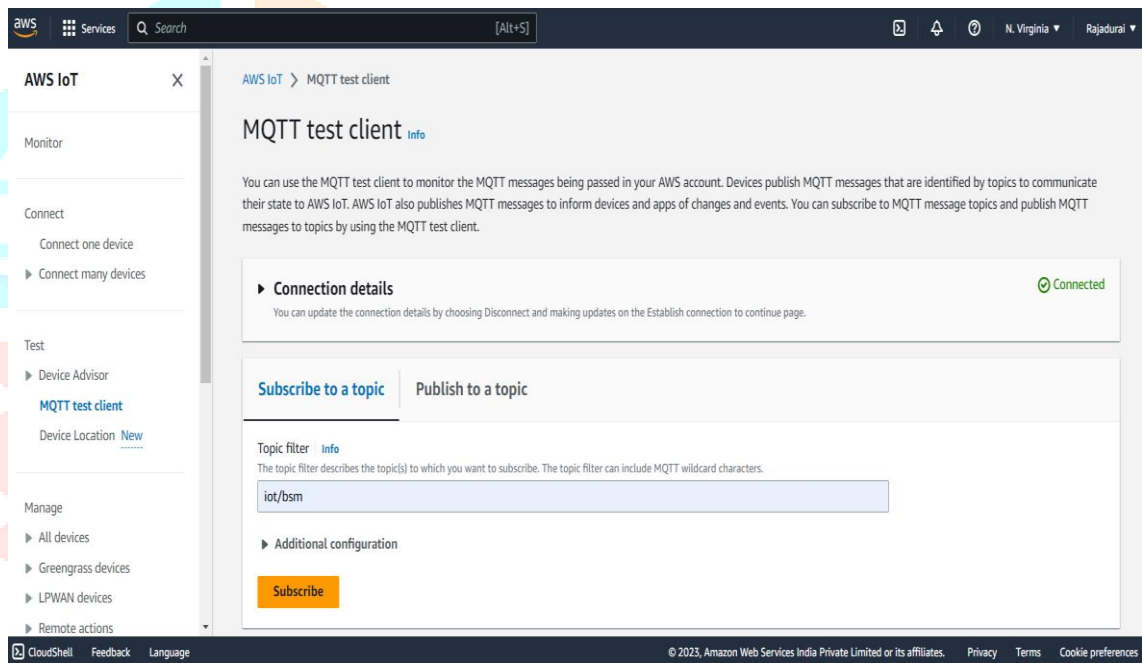 aws Services Search [Alt+S] N. Virginia Rajadurai
AWS IoT
Monitor
Connect
Connect one device
Connect many devices
Test
Device Advisor
MQTT test client
Device Location New
Manage
All devices
Greengrass devices
LPWAN devices
Remote actions
AWS IoT > MQTT test client
MQTT test client Info
You can use the MQTT test client to monitor the MQTT messages being passed in your AWS account. Devices publish MQTT messages that are identified by topics to communicate
their state to AWS IoT. AWS IoT also publishes MQTT messages to inform devices and apps of changes and events. You can subscribe to MQTT message topics and publish MQTT
messages to topics by using the MQTT test client.
Connection details
Connected
You can update the connection details by choosing Disconnect and making updates on the Establish connection to continue page.
Subscribe to a topic Publish to a topic
Topic filter Info
The topic filter describes the topic(s) to which you want to subscribe. The topic filter can include MQTT wildcard characters.
iot/bsm
Additional configuration
Subscribe
CloudShell Feedback Language © 2023, Amazon Web Services India Private Limited or its affiliates. Privacy Terms Cookie preferences